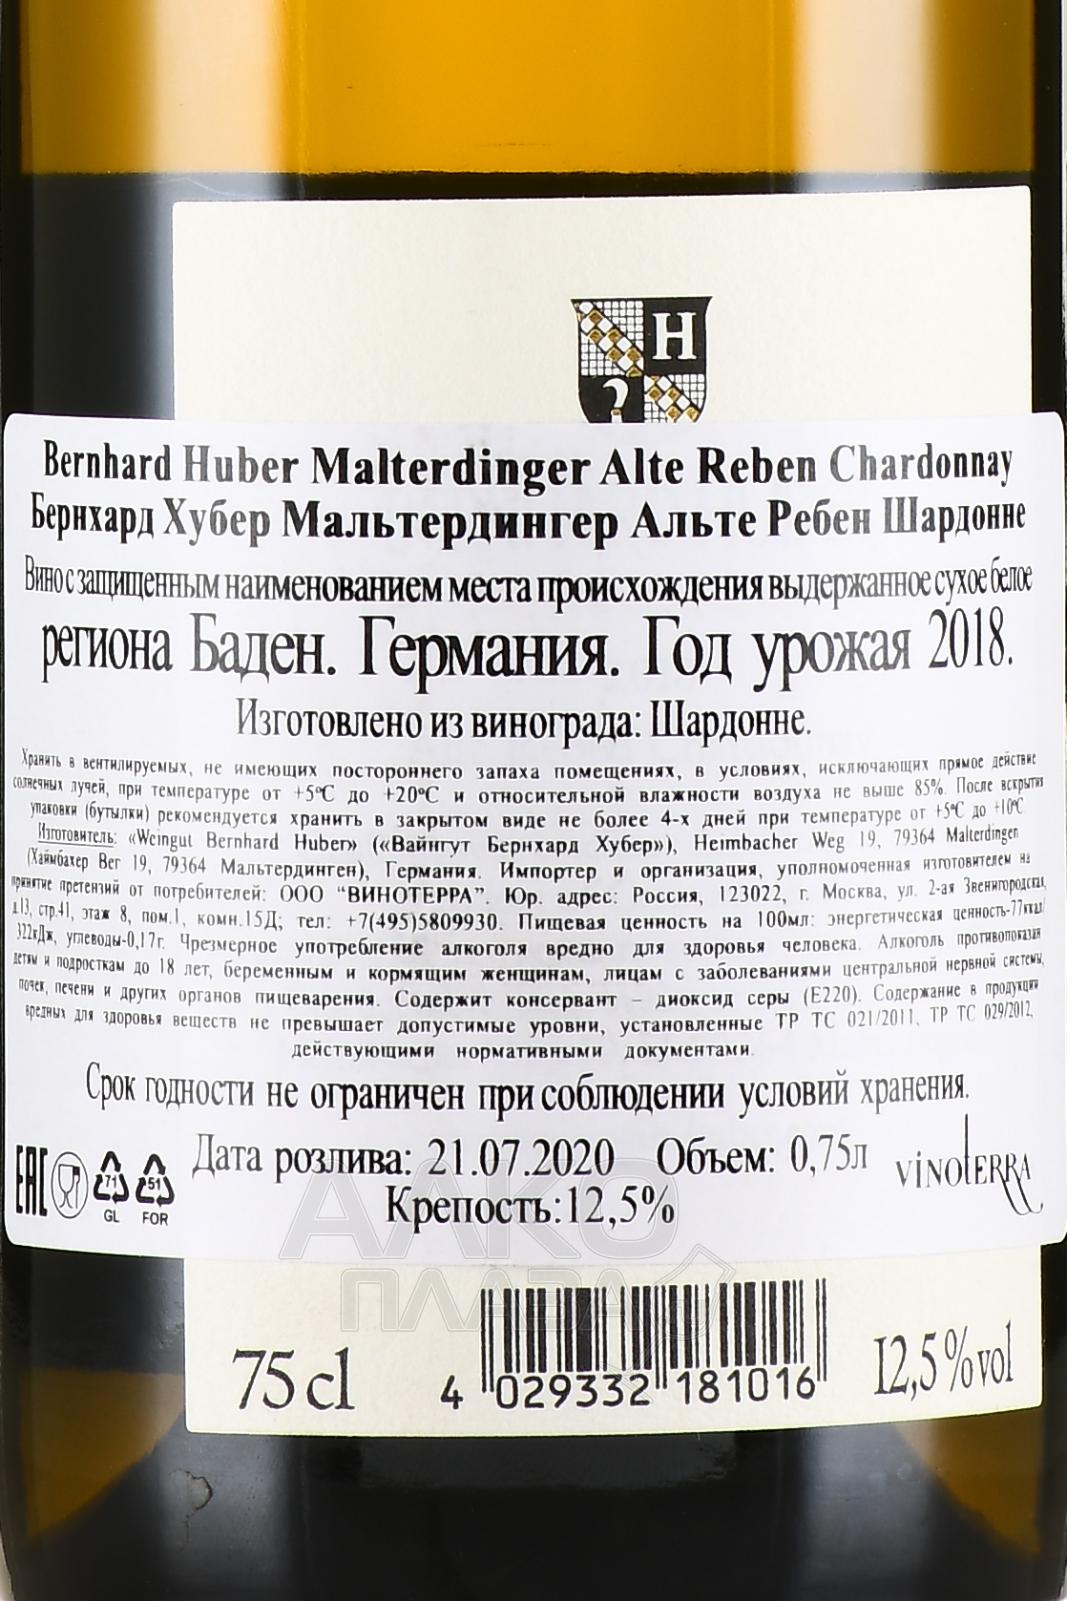 H
Bernhard Huber Malterdinger Alte Reben Chardonnay
Бернхард Хубер Мальтердингер Альте Ребен Шардонне
Вино с защищенным наименованием места происхождения выдержанное сухое белое
региона Баден. Германия. Год урожая 2018.
Изготовлено из винограда: Шардонне.
Хранить в вентилируемых, не имеющих постороннего запаха помещениях, в условиях, исключающих прямое действие
солнечных лучей, при температуре от +5°C до +20°C и относительной влажности воздуха не выше 85%. После вскрытия
упаковки (бутылки) рекомендуется хранить в закрытом виде не более 4-х дней при температуре от +5°C до +10°C.
Изготовитель: «Weingut Bernhard Huber» («Вайнгут Бернхард Хубер»), Heimbacher Weg 19, 79364 Malterdingen
(Хаймбахер Вег 19, 79364 Мальтердинген), Германия. Импортер и организация, уполномоченная изготовителем на
принятие претензий от потребителей: ООО "ВИНОТЕРРА". Юр. адрес: Россия, 123022, г. Москва, ул. 2-ая Звенигородская,
д.13, стр.41, этаж 8, пом.1, комн.15Д; тел: +7(495)5809930. Пищевая ценность на 100мл: энергетическая ценность-77ккал/
322кДж, углеводы-0,17г. Чрезмерное употребление алкоголя вредно для здоровья человека. Алкоголь противопоказан
детям и подросткам до 18 лет, беременным и кормящим женщинам, лицам с заболеваниями центральной нервной системы,
почек, печени и других органов пищеварения. Содержит консервант – диоксид серы (E220). Содержание в продукции
вредных для здоровья веществ не превышает допустимые уровни, установленные ТР ТС 021/2011, ТР ТС 029/2012,
действующими нормативными документами.
Срок годности не ограничен при соблюдении условий хранения.
Дата розлива: 21.07.2020 Объем: 0,75л
vinoTERRA
EAC 71 GL 51 FOR
Крепость:12,5%
АЛКО
ПЛАЗА
75 cl
4 029332 181016
12,5%vol